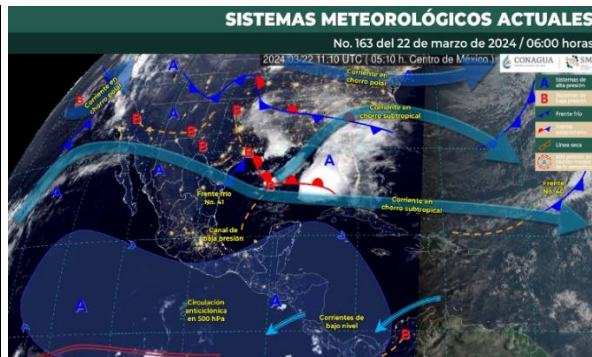 SISTEMAS METEOROLÓGICOS ACTUALES
No. 163 del 22 de marzo de 2024 / 06:00 horas
2024-03-22 11:10 UTC ( 05:10 h. Centro de México )
CONAGUA
SMN
A
A
Corriente en
chorro polar
Corriente en
chorro polar
A
Sistemas de
alta presión
B
Frente frío
Línea seca
Corriente en
chorro subtropical
B
B
B
B
B
B
A
A
A
A
B
Frente frío
No. 41
Frente
No. 40
Corriente en
chorro subtropical
Canal de
baja presión
A
Circulación
anticiclónica
en 500 hPa
A
Corrientes de
bajo nivel
B